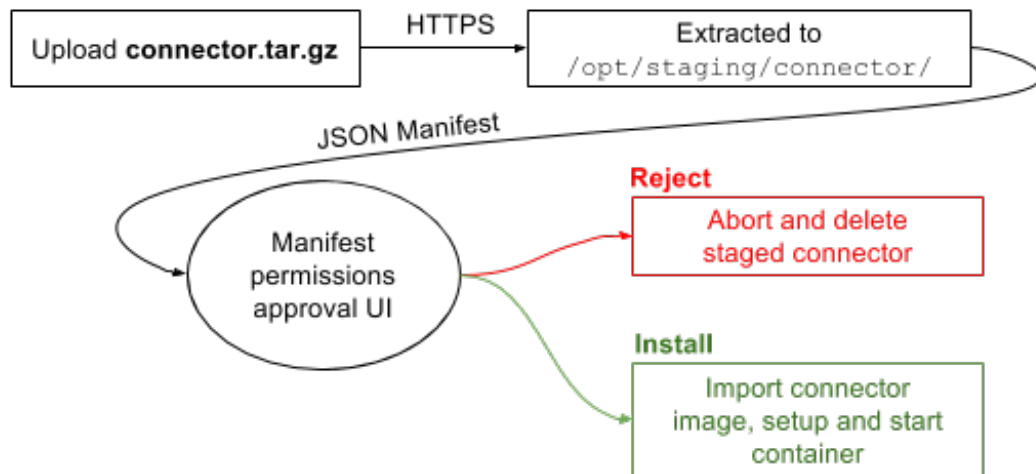 Upload connector.tar.gz
HTTPS
Extracted to
/opt/staging/connector/
JSON Manifest
Manifest
permissions
approval UI
Reject
Abort and delete
staged connector
Install
Import connector
image, setup and start
container